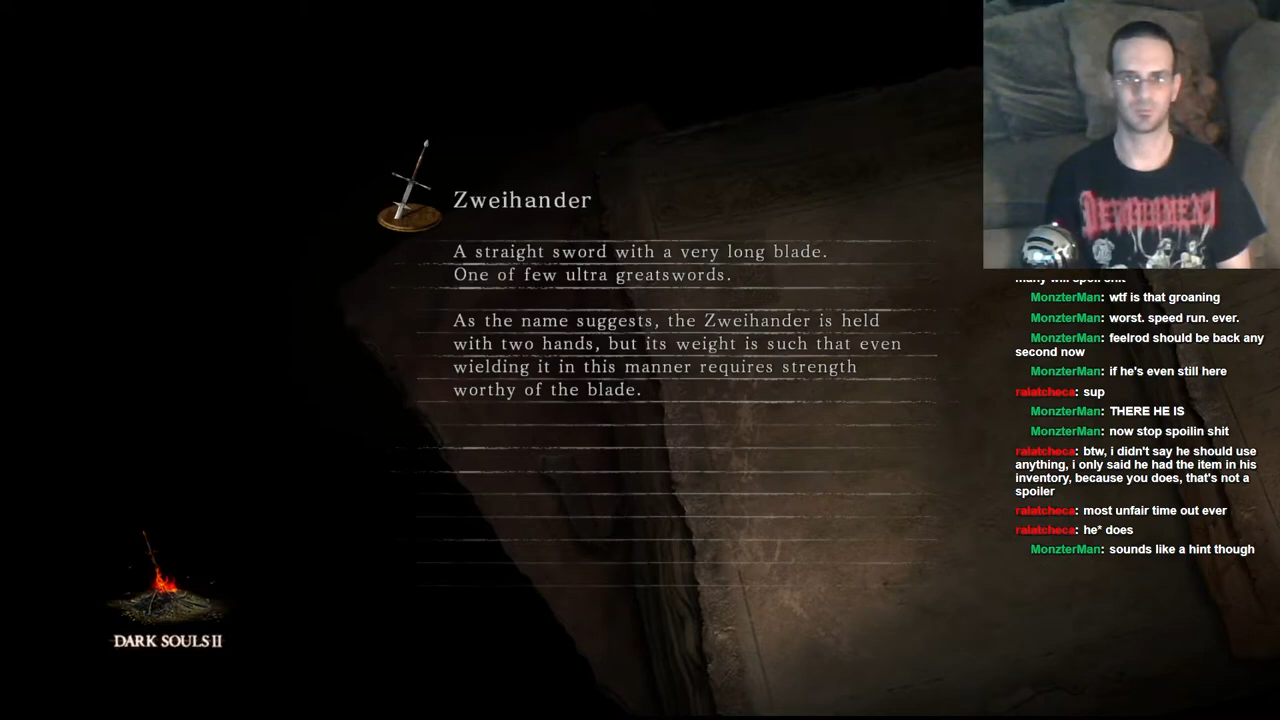 Zweihander
A straight sword with a very long blade.
One of few ultra greatswords.
As the name suggests, the Zweihander is held
with two hands, but its weight is such that even
wielding it in this manner requires strength
worthy of the blade.
DARK SOULS II
DEVOURMENT
MonzterMan: wtf is that groaning
MonzterMan: worst. speed run. ever.
MonzterMan: feelrod should be back any
second now
MonzterMan: if he's even still here
ralatcheca: sup
MonzterMan: THERE HE IS
MonzterMan: now stop spoilin shit
ralatcheca: btw, i didn't say he should use
anything, i only said he had the item in his
inventory, because you does, that's not a
spoiler
ralatcheca: most unfair time out ever
ralatcheca: he* does
MonzterMan: sounds like a hint though